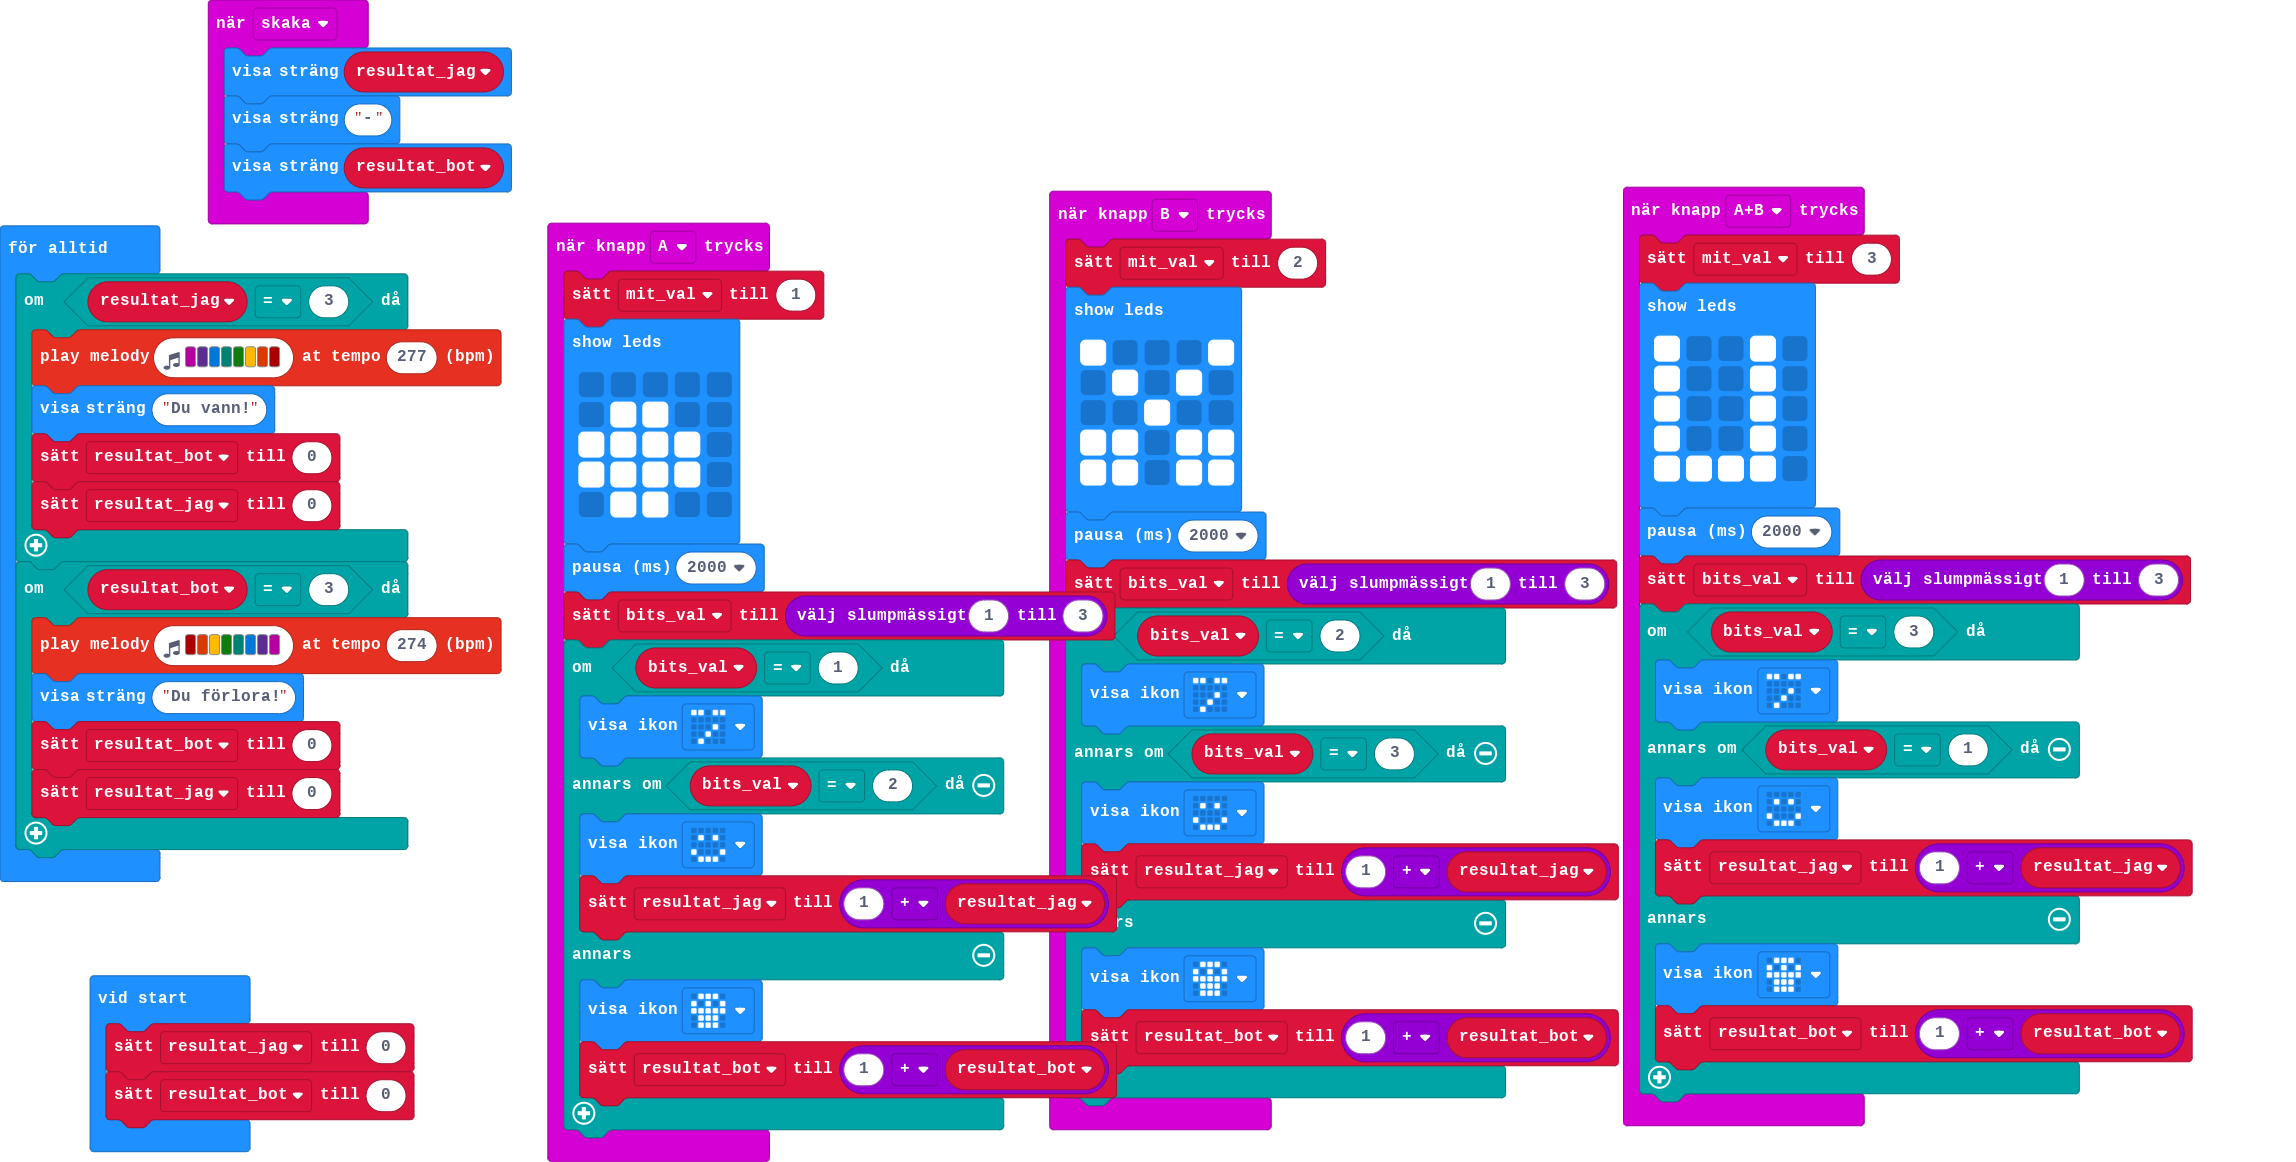 när skaka
visa sträng resultat_jag
visa sträng "-"
visa sträng resultat_bot
för alltid
om resultat_jag = 3 då
play melody at tempo 277 (bpm)
visa sträng "Du vann!"
sätt resultat_bot till 0
sätt resultat_jag till 0
om resultat_bot = 3 då
play melody at tempo 274 (bpm)
visa sträng "Du förlora!"
sätt resultat_bot till 0
sätt resultat_jag till 0
vid start
sätt resultat_jag till 0
sätt resultat_bot till 0
när knapp A trycks
sätt mit_val till 1
show leds
pausa (ms) 2000
sätt bits_val till välj slumpmässigt 1 till 3
om bits_val = 1 då
visa ikon
annars om bits_val = 2 då
visa ikon
sätt resultat_jag till 1 + resultat_jag
annars
visa ikon
sätt resultat_bot till 1 + resultat_bot
när knapp B trycks
sätt mit_val till 2
show leds
pausa (ms) 2000
sätt bits_val till välj slumpmässigt 1 till 3
bits_val = 2 då
visa ikon
annars om bits_val = 3 då
visa ikon
sätt resultat_jag till 1 + resultat_jag
rs
visa ikon
sätt resultat_bot till 1 + resultat_bot
när knapp A+B trycks
sätt mit_val till 3
show leds
pausa (ms) 2000
sätt bits_val till välj slumpmässigt 1 till 3
om bits_val = 3 då
visa ikon
annars om bits_val = 1 då
visa ikon
sätt resultat_jag till 1 + resultat_jag
annars
visa ikon
sätt resultat_bot till 1 + resultat_bot